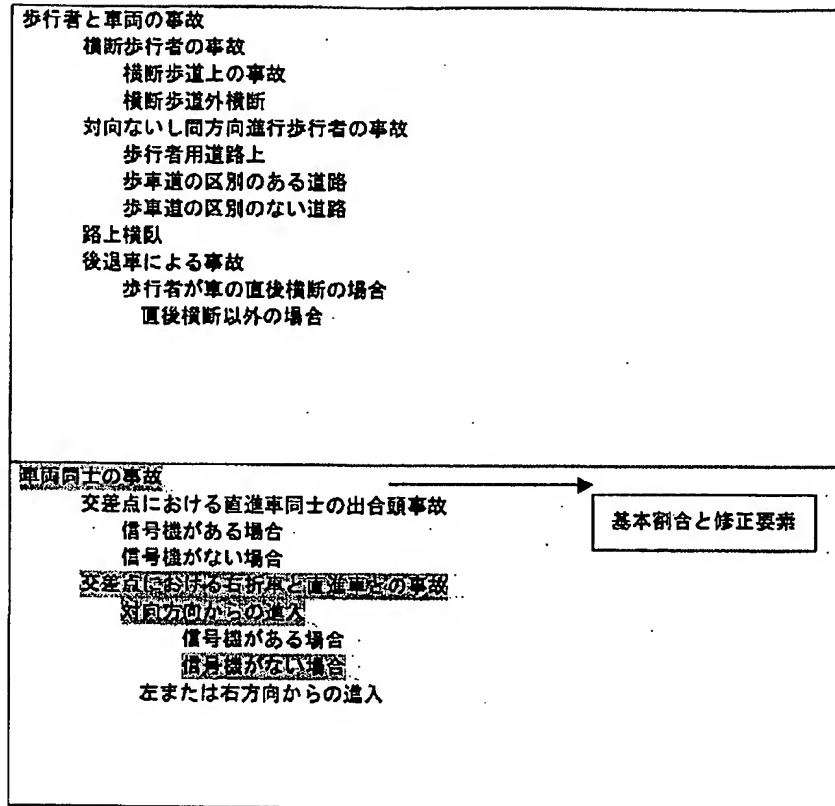 歩行者と車両の事故
横断歩行者の事故
横断歩道上の事故
横断歩道外横断
対向ないし同方向進行歩行者の事故
歩行者用道路上
歩車道の区別のある道路
歩車道の区別のない道路
路上横臥
後退車による事故
歩行者が車の直後横断の場合
直後横断以外の場合
車両同士の事故
交差点における直進車同士の出合頭事故
信号機がある場合
信号機がない場合
交差点における右折車と直進車との事故
対向方向からの進入
信号機がある場合
信号機がない場合
左または右方向からの進入
基本割合と修正要素